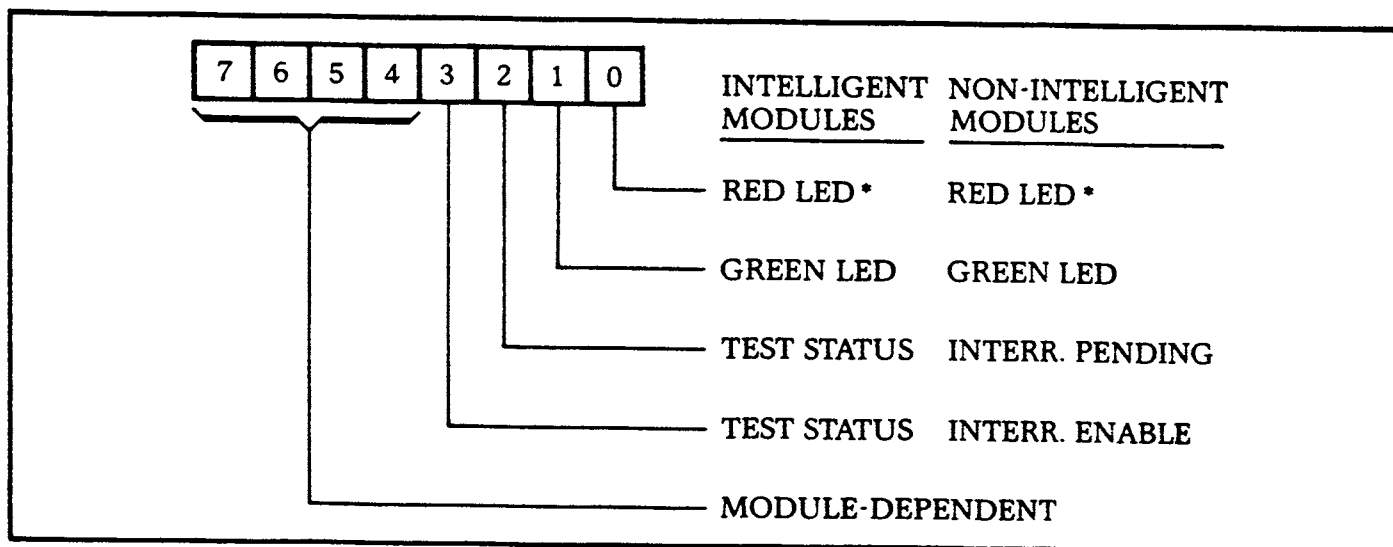 7 6 5 4 3 2 1 0
INTELLIGENT NON-INTELLIGENT
MODULES MODULES
RED LED* RED LED*
GREEN LED GREEN LED
TEST STATUS INTERR. PENDING
TEST STATUS INTERR. ENABLE
MODULE-DEPENDENT